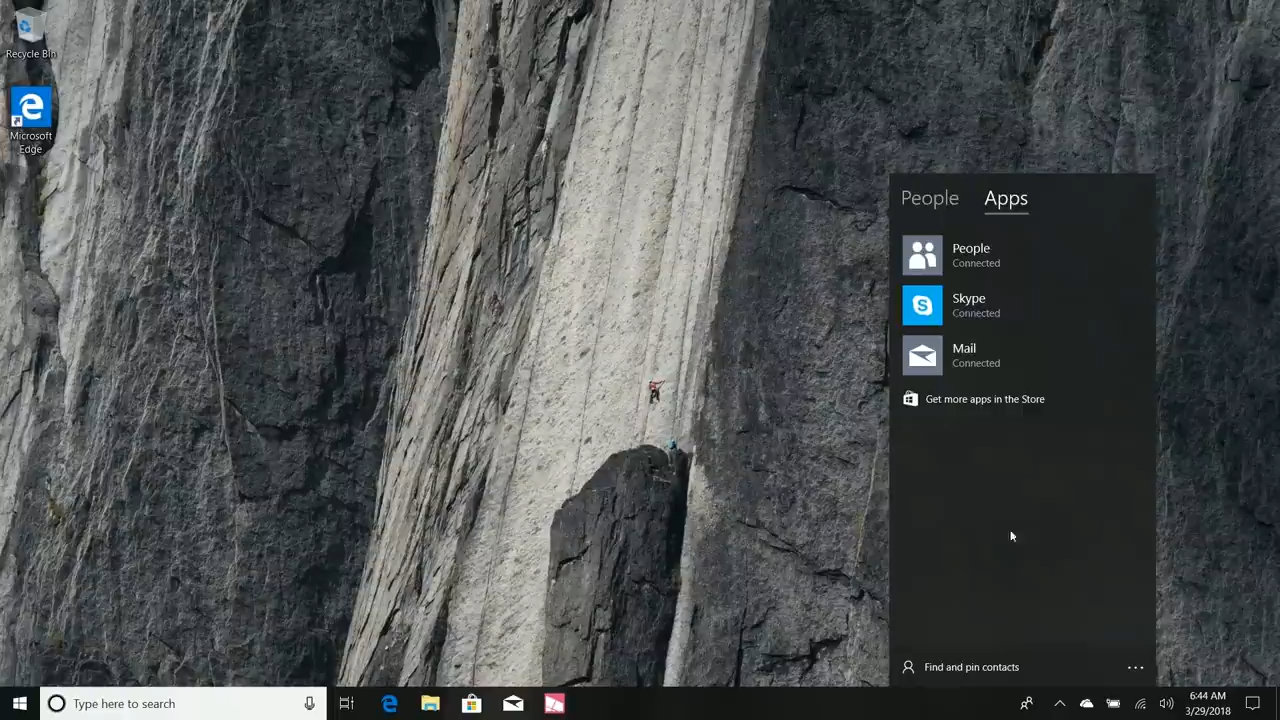 Recycle Bin
Microsoft
Edge
People Apps
People
Connected
Skype
Connected
Mail
Connected
Get more apps in the Store
Find and pin contacts
Type here to search
6:44 AM
3/29/2018